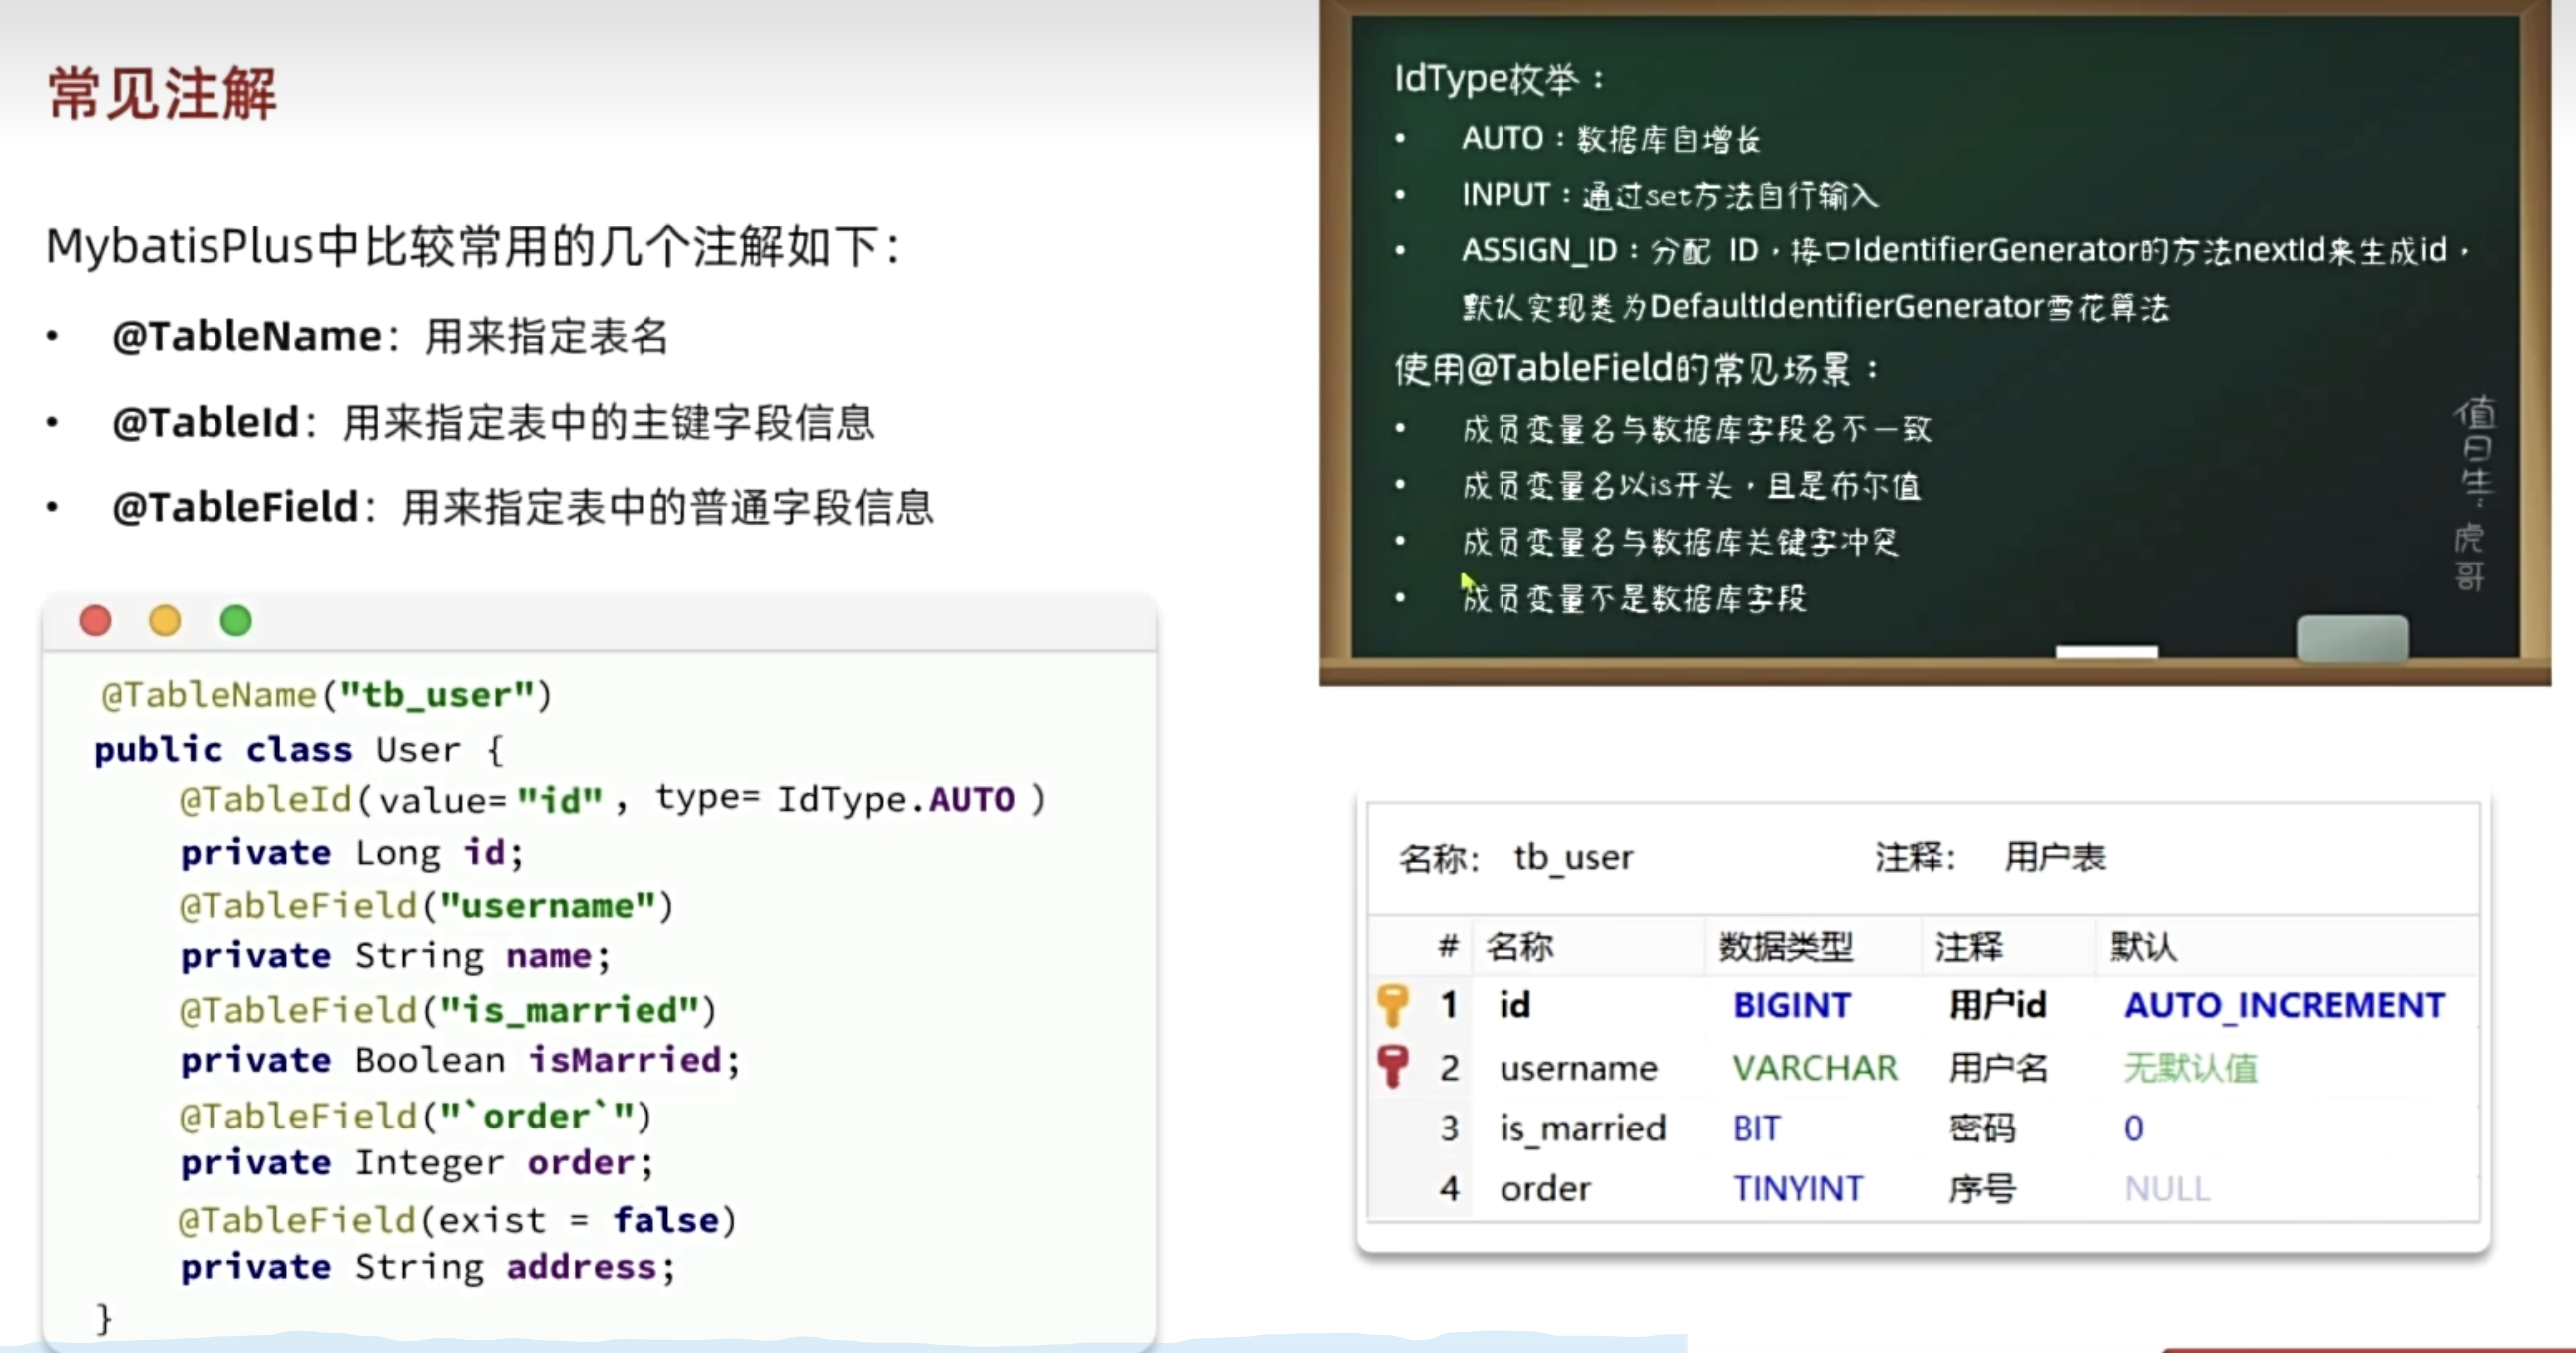 常见注解
MybatisPlus中比较常用的几个注解如下：
• @TableName：用来指定表名
• @TableId：用来指定表中的主键字段信息
• @TableField：用来指定表中的普通字段信息
@TableName("tb_user")
public class User {
@TableId(value="id", type= IdType.AUTO )
private Long id;
@TableField("username")
private String name;
@TableField("is_married")
private Boolean isMarried;
@TableField("`order`")
private Integer order;
@TableField(exist = false)
private String address;
}
IdType枚举：
• AUTO：数据库自增长
• INPUT：通过set方法自行输入
• ASSIGN_ID：分配 ID，接口IdentifierGenerator的方法nextId来生成id，
默认实现类为DefaultIdentifierGenerator雪花算法
使用@TableField的常见场景：
• 成员变量名与数据库字段名不一致
• 成员变量名以is开头，且是布尔值
• 成员变量名与数据库关键字冲突
• 成员变量不是数据库字段
值日生：虎哥
名称： tb_user 注释： 用户表
# 名称 数据类型 注释 默认
1 id BIGINT 用户id AUTO_INCREMENT
2 username VARCHAR 用户名 无默认值
3 is_married BIT 密码 0
4 order TINYINT 序号 NULL